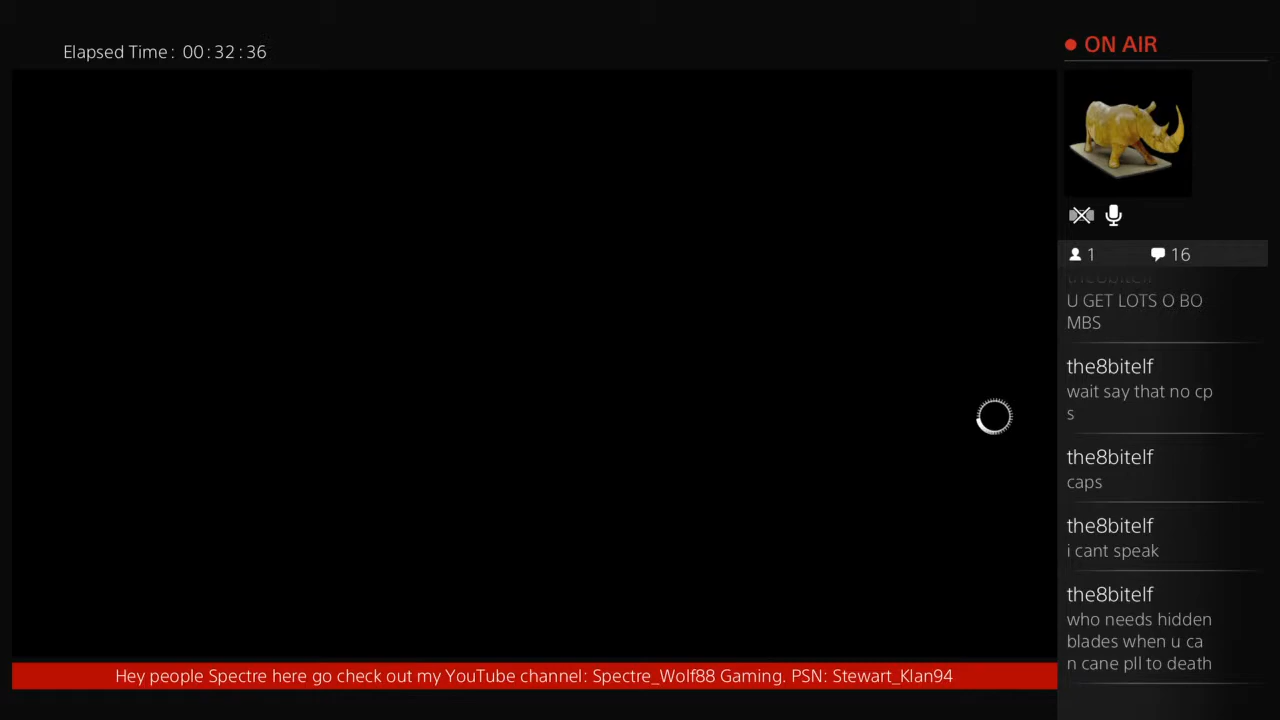 Elapsed Time: 00:32:36
ON AIR
1 16
the8bitelf
U GET LOTS O BO
MBS
the8bitelf
wait say that no cp
s
the8bitelf
caps
the8bitelf
i cant speak
the8bitelf
who needs hidden
blades when u ca
n cane pll to death
Hey people Spectre here go check out my YouTube channel: Spectre_Wolf88 Gaming. PSN: Stewart_Klan94